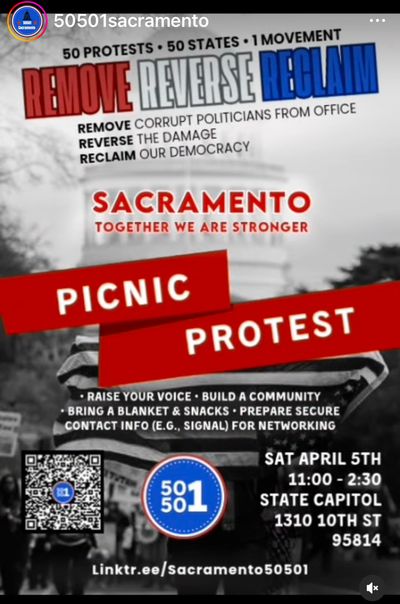 50501sacramento
50 PROTESTS • 50 STATES • 1 MOVEMENT
REMOVE REVERSE RECLAIM
REMOVE CORRUPT POLITICIANS FROM OFFICE
REVERSE THE DAMAGE
RECLAIM OUR DEMOCRACY
SACRAMENTO
TOGETHER WE ARE STRONGER
PICNIC
PROTEST
• RAISE YOUR VOICE • BUILD A COMMUNITY
• BRING A BLANKET & SNACKS • PREPARE SECURE
CONTACT INFO (E.G., SIGNAL) FOR NETWORKING
50
50 1
SAT APRIL 5TH
11:00 - 2:30
STATE CAPITOL
1310 10TH ST
95814
Linktr.ee/Sacramento50501